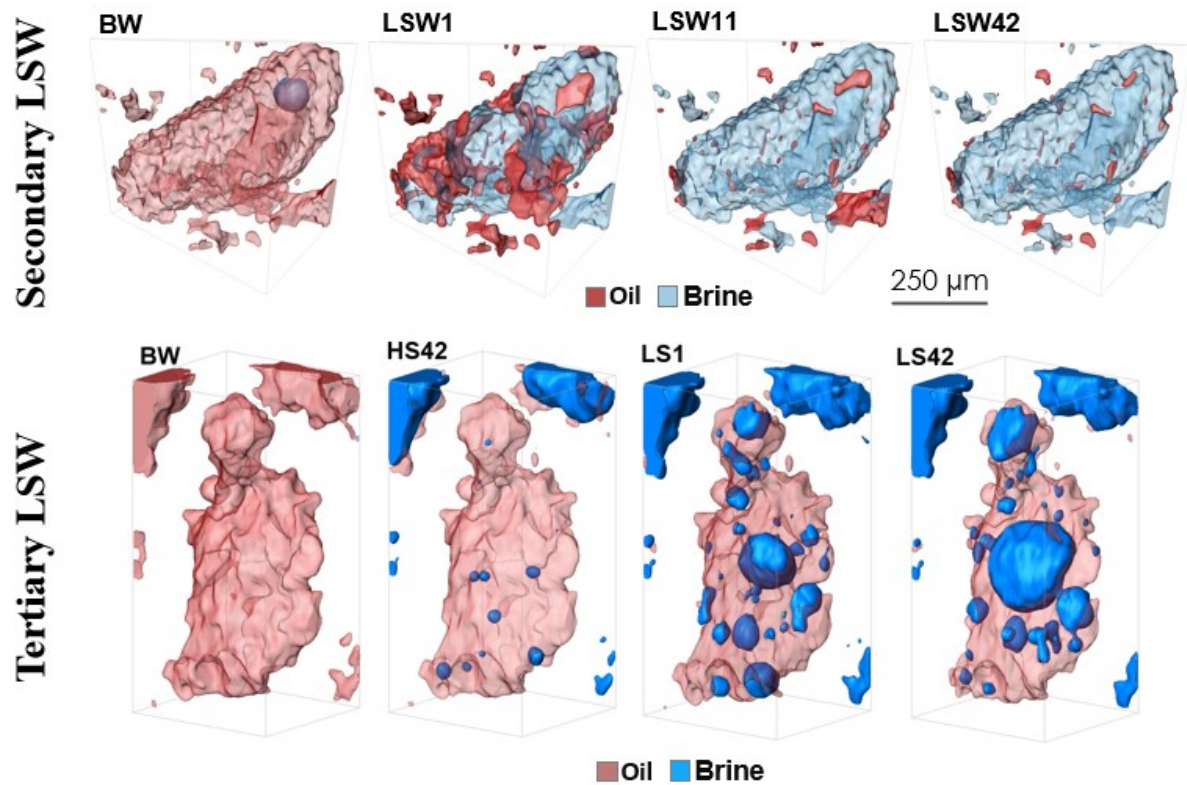 Secondary LSW
BW
LSW1
LSW11
LSW42
Oil
Brine
250 µm
Tertiary LSW
BW
HS42
LS1
LS42
Oil
Brine